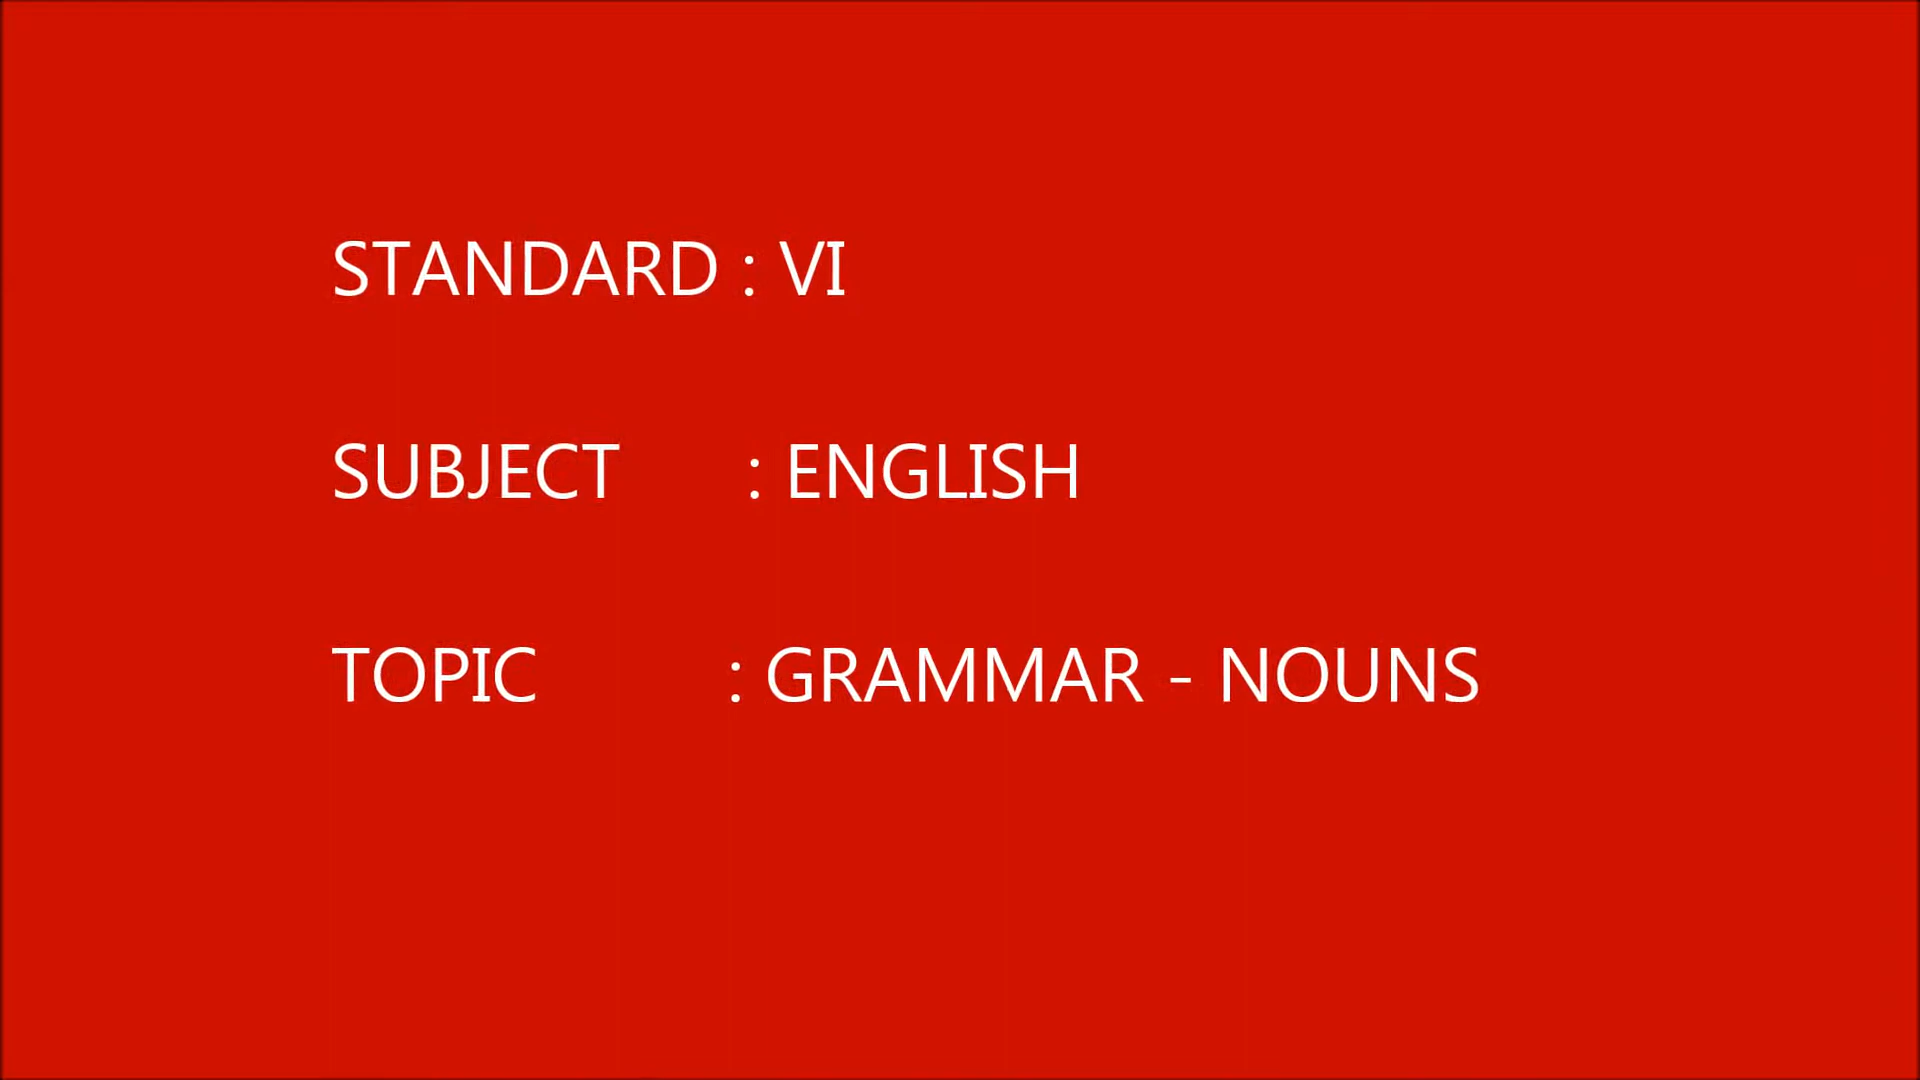 STANDARD : VI
SUBJECT : ENGLISH
TOPIC : GRAMMAR - NOUNS